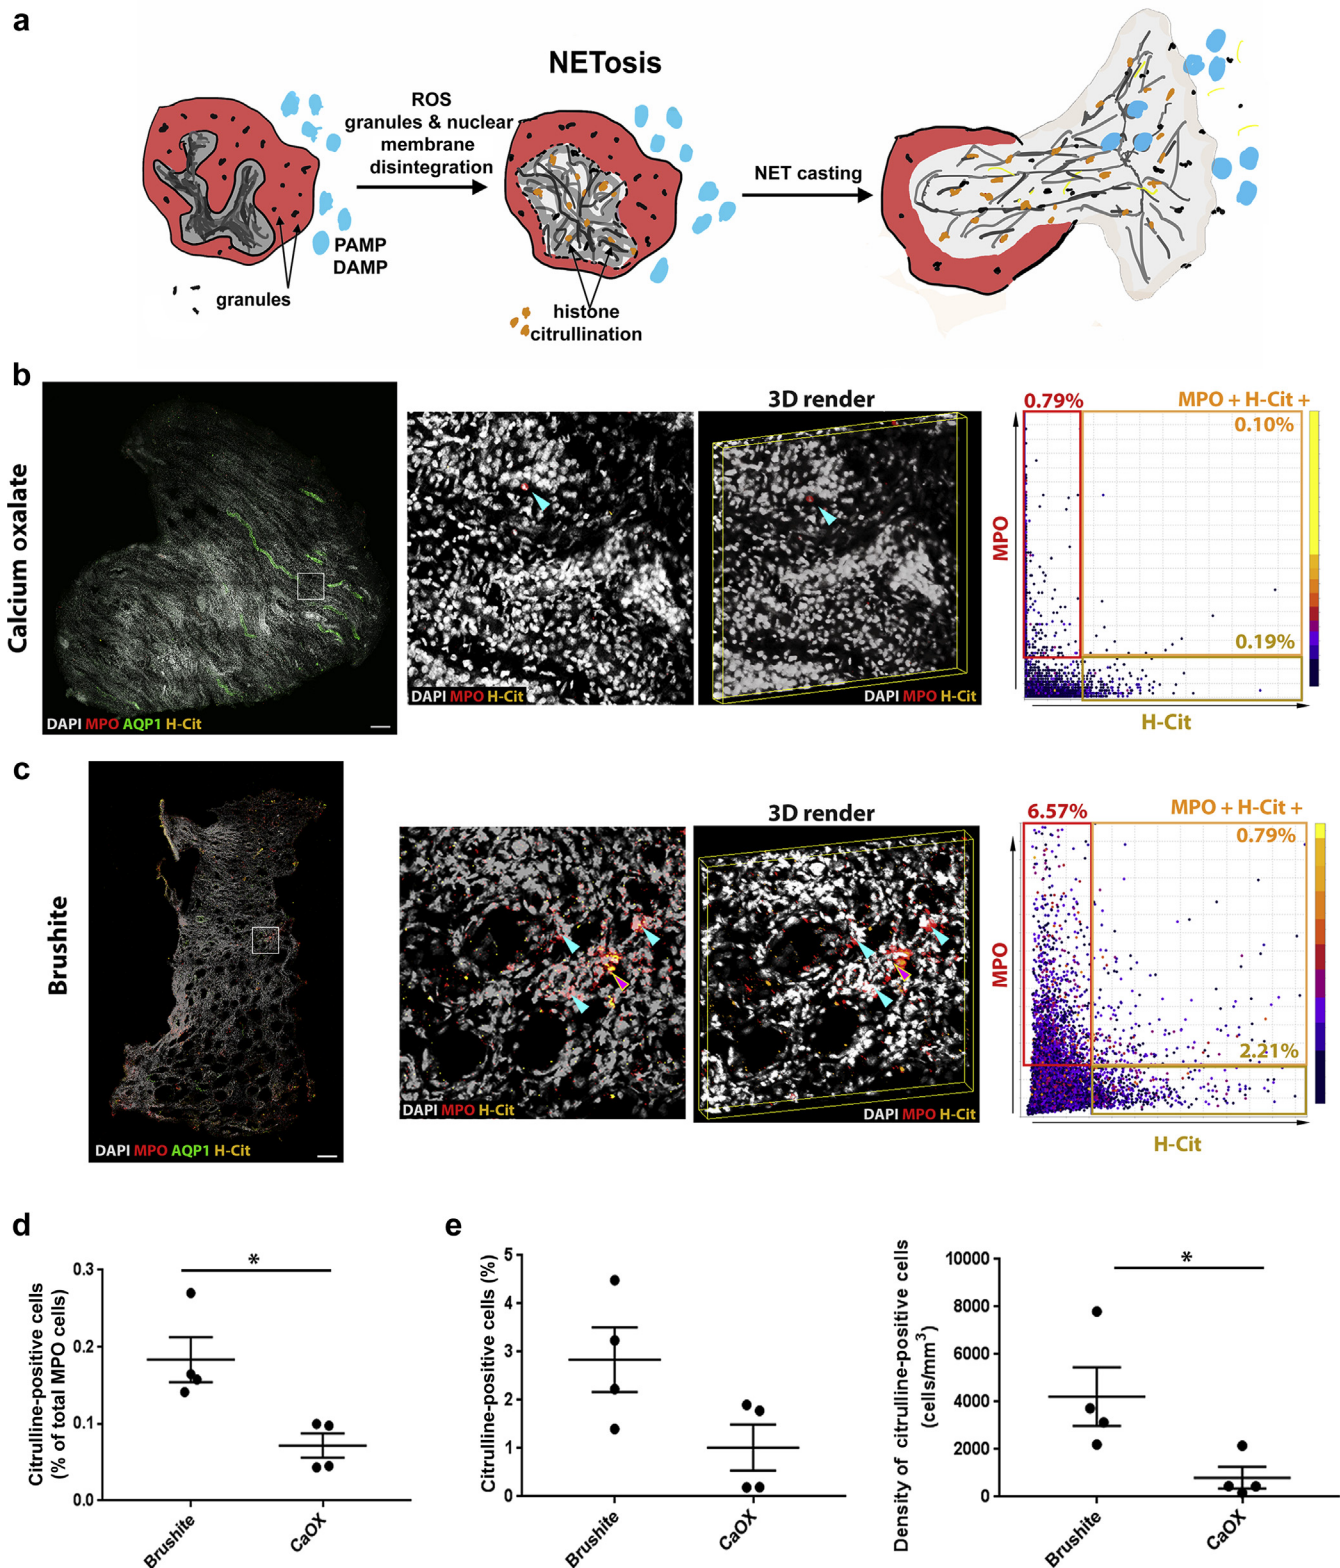 a
NETosis
ROS
granules & nuclear
membrane
disintegration
NET casting
PAMP
DAMP
granules
histone
citrullination
b
Calcium oxalate
DAPI MPO AQP1 H-Cit
DAPI MPO H-Cit
3D render
DAPI MPO H-Cit
0.79%
MPO + H-Cit +
0.10%
0.19%
MPO
H-Cit
c
Brushite
DAPI MPO AQP1 H-Cit
DAPI MPO H-Cit
3D render
DAPI MPO H-Cit
6.57%
MPO + H-Cit +
0.79%
2.21%
MPO
H-Cit
d
Citrulline-positive cells
(% of total MPO cells)
0.3
0.2
0.1
0.0
*
Brushite
CaOX
e
Citrulline-positive cells (%)
5
4
3
2
1
0
Brushite
CaOX
Density of citrulline-positive cells
(cells/mm³)
10000
8000
6000
4000
2000
0
*
Brushite
CaOX